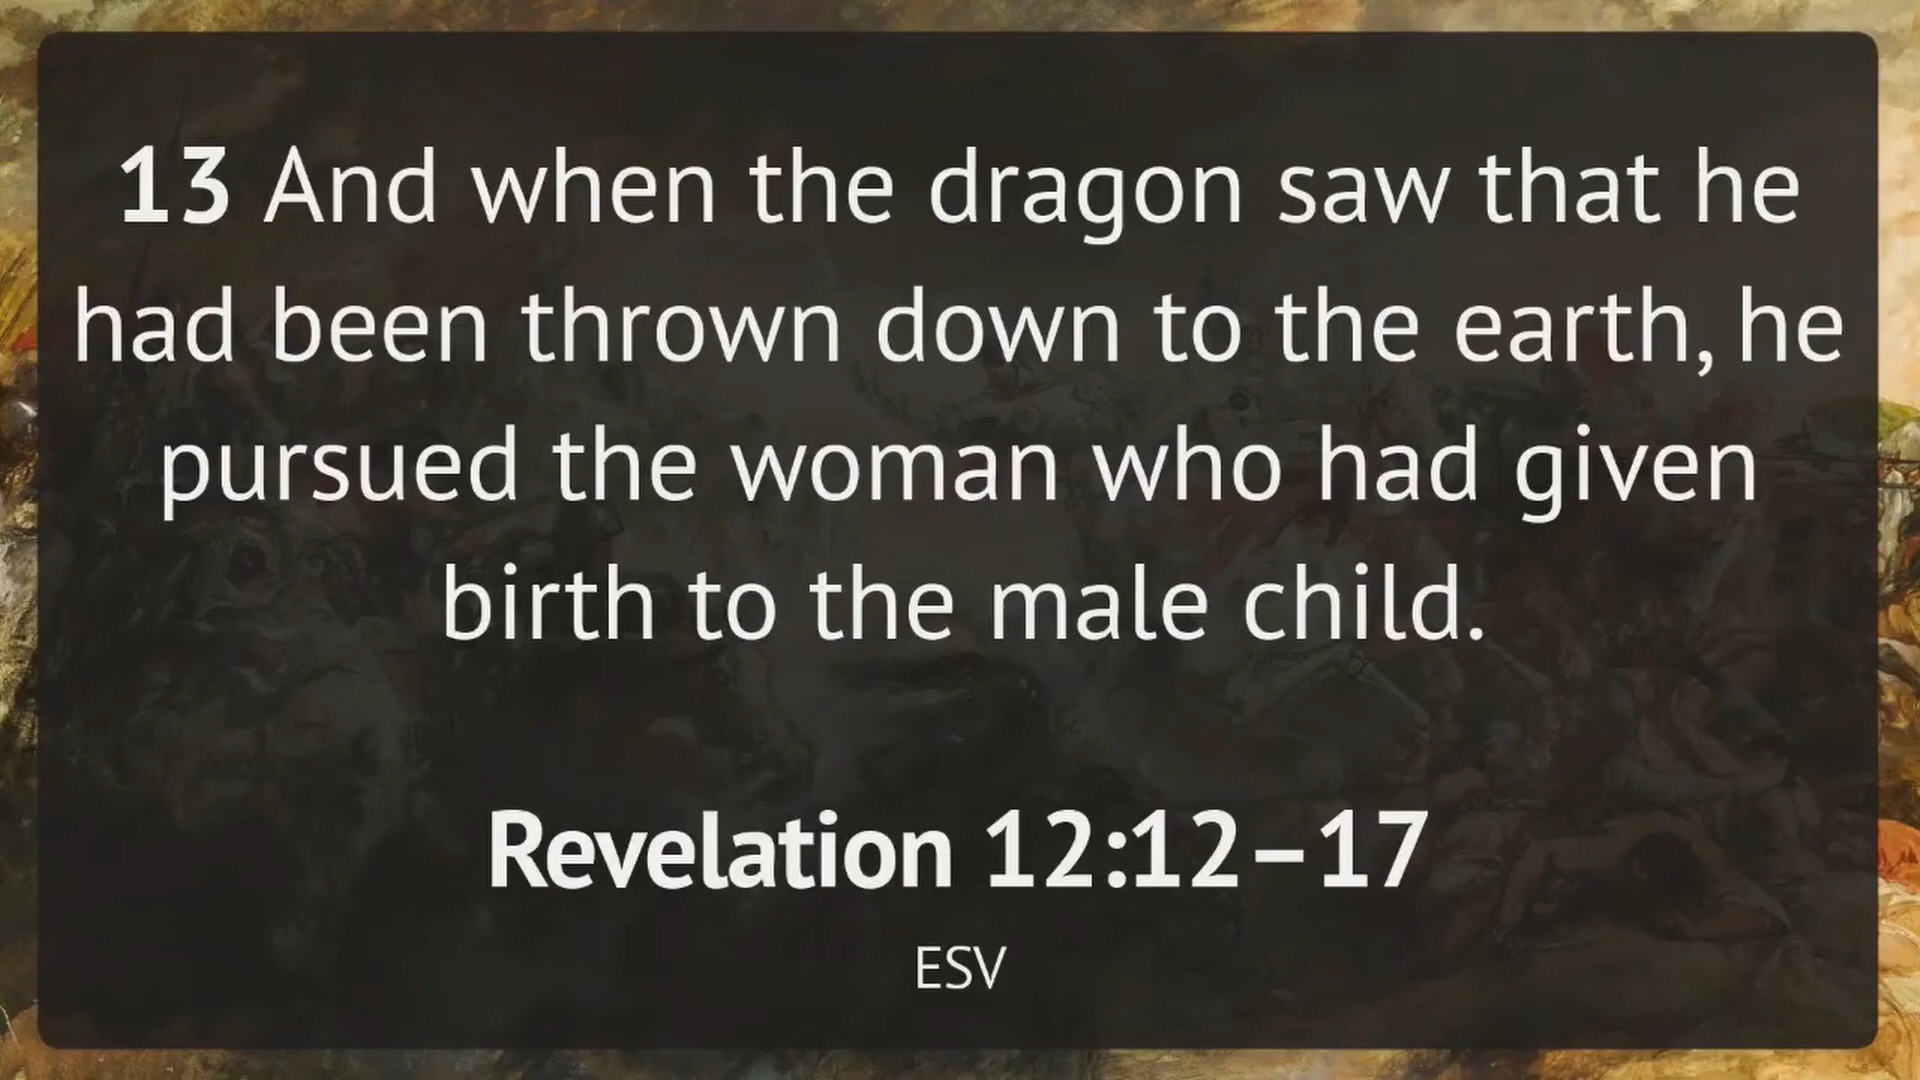 13 And when the dragon saw that he
had been thrown down to the earth, he
pursued the woman who had given
birth to the male child.
Revelation 12:12–17
ESV